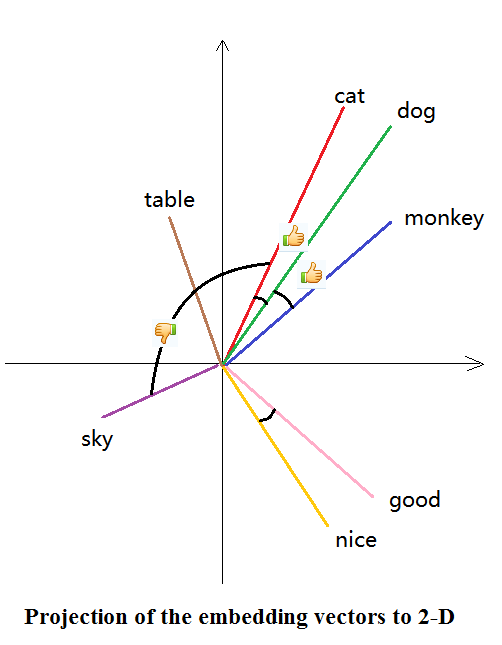 cat
dog
table
monkey
sky
good
nice
Projection of the embedding vectors to 2-D